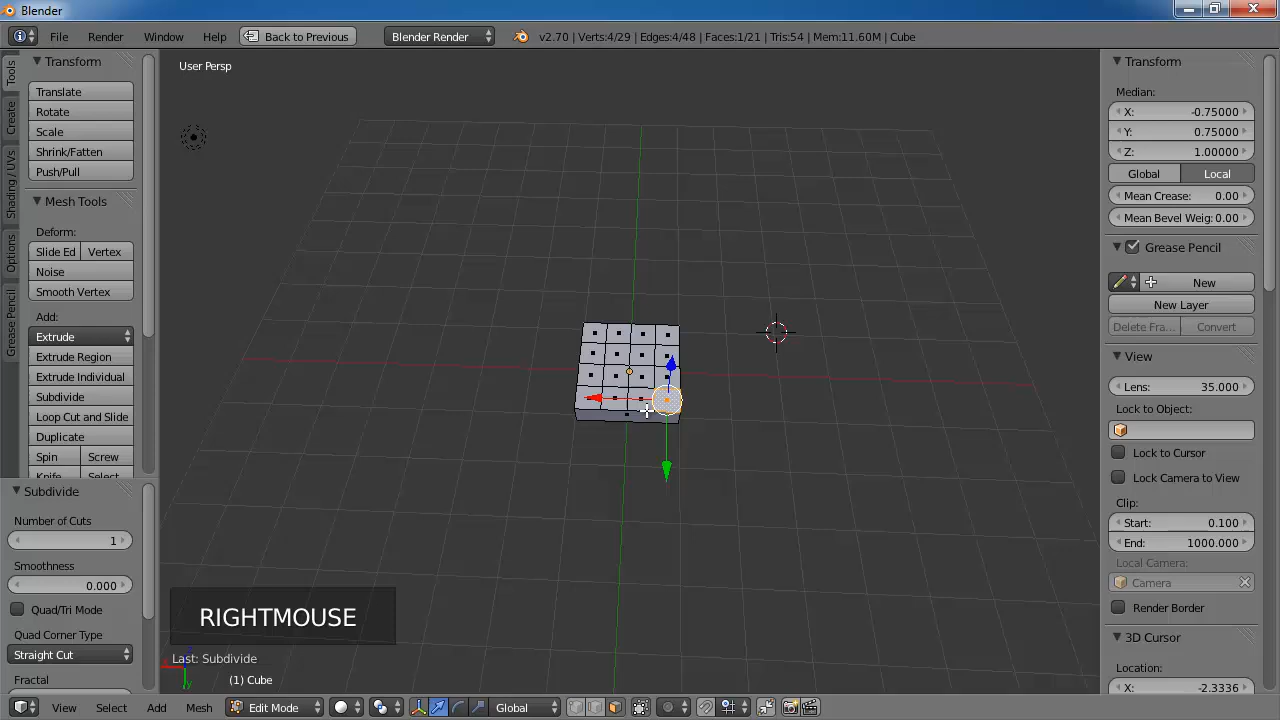 Blender
File Render Window Help Back to Previous Blender Render v2.70 | Verts:4/29 | Edges:4/48 | Faces:1/21 | Tris:54 | Mem:11.60M | Cube
Tools
Create
Shading / UVs
Options
Grease Pencil
Transform
Translate
Rotate
Scale
Shrink/Fatten
Push/Pull
Mesh Tools
Deform:
Slide Ed Vertex
Noise
Smooth Vertex
Add:
Extrude
Extrude Region
Extrude Individual
Subdivide
Loop Cut and Slide
Duplicate
Spin Screw
Knife Select
Subdivide
Number of Cuts
1
Smoothness
0.000
Quad/Tri Mode
Quad Corner Type
Straight Cut
Fractal
User Persp
RIGHTMOUSE
Last: Subdivide
(1) Cube
Transform
Median:
X: -0.75000
Y: 0.75000
Z: 1.00000
Global Local
Mean Crease: 0.00
Mean Bevel Weig: 0.00
Grease Pencil
New
New Layer
Delete Fra... Convert
View
Lens: 35.000
Lock to Object:
Lock to Cursor
Lock Camera to View
Clip:
Start: 0.100
End: 1000.000
Local Camera:
Camera
Render Border
3D Cursor
Location:
X: -2.3336
View Select Add Mesh Edit Mode Global